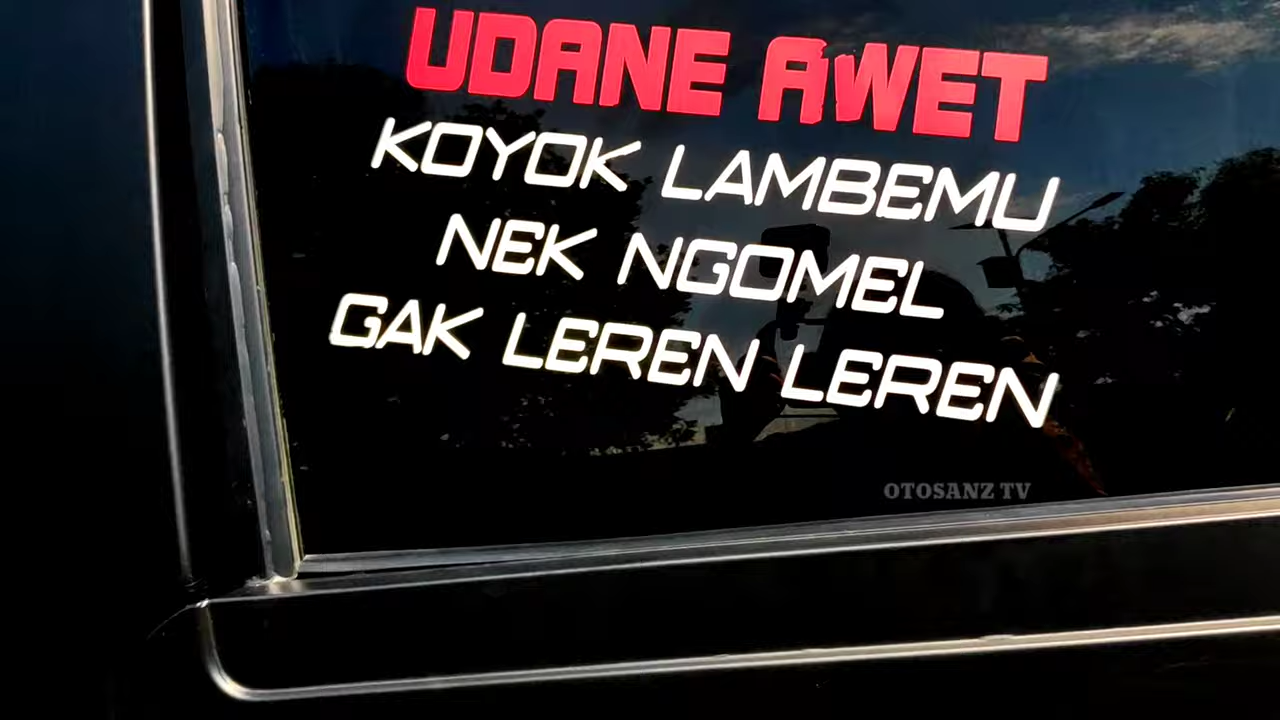 UDANE AWET
KOYOK LAMBEMU
NEK NGOMEL
GAK LEREN LEREN
OTOSANZ TV